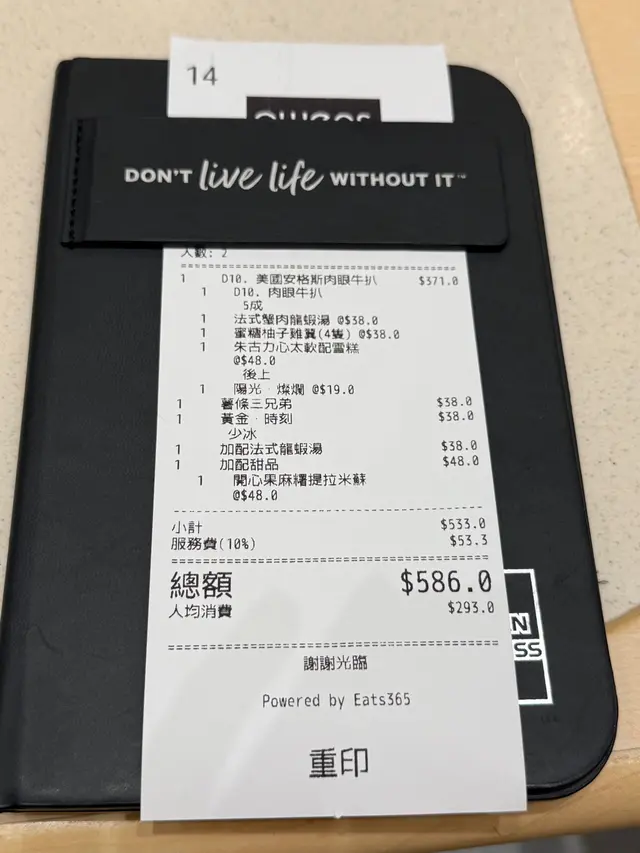 14
DON'T live life WITHOUT IT™
人數: 2
1 D10. 美國安格斯肉眼牛扒 $371.0
1 D10. 肉眼牛扒
5成
1 法式蟹肉龍蝦湯 @$38.0
1 蜜糖柚子雞翼(4隻) @$38.0
1 朱古力心太軟配雪糕
@$48.0
後上
1 陽光‧燦爛 @$19.0
1 薯條三兄弟 $38.0
1 黃金‧時刻 $38.0
少冰
1 加配法式龍蝦湯 $38.0
1 加配甜品 $48.0
1 開心果麻糬提拉米蘇
@$48.0
小計 $533.0
服務費(10%) $53.3
總額 $586.0
人均消費 $293.0
N
SS
謝謝光臨
Powered by Eats365
重印